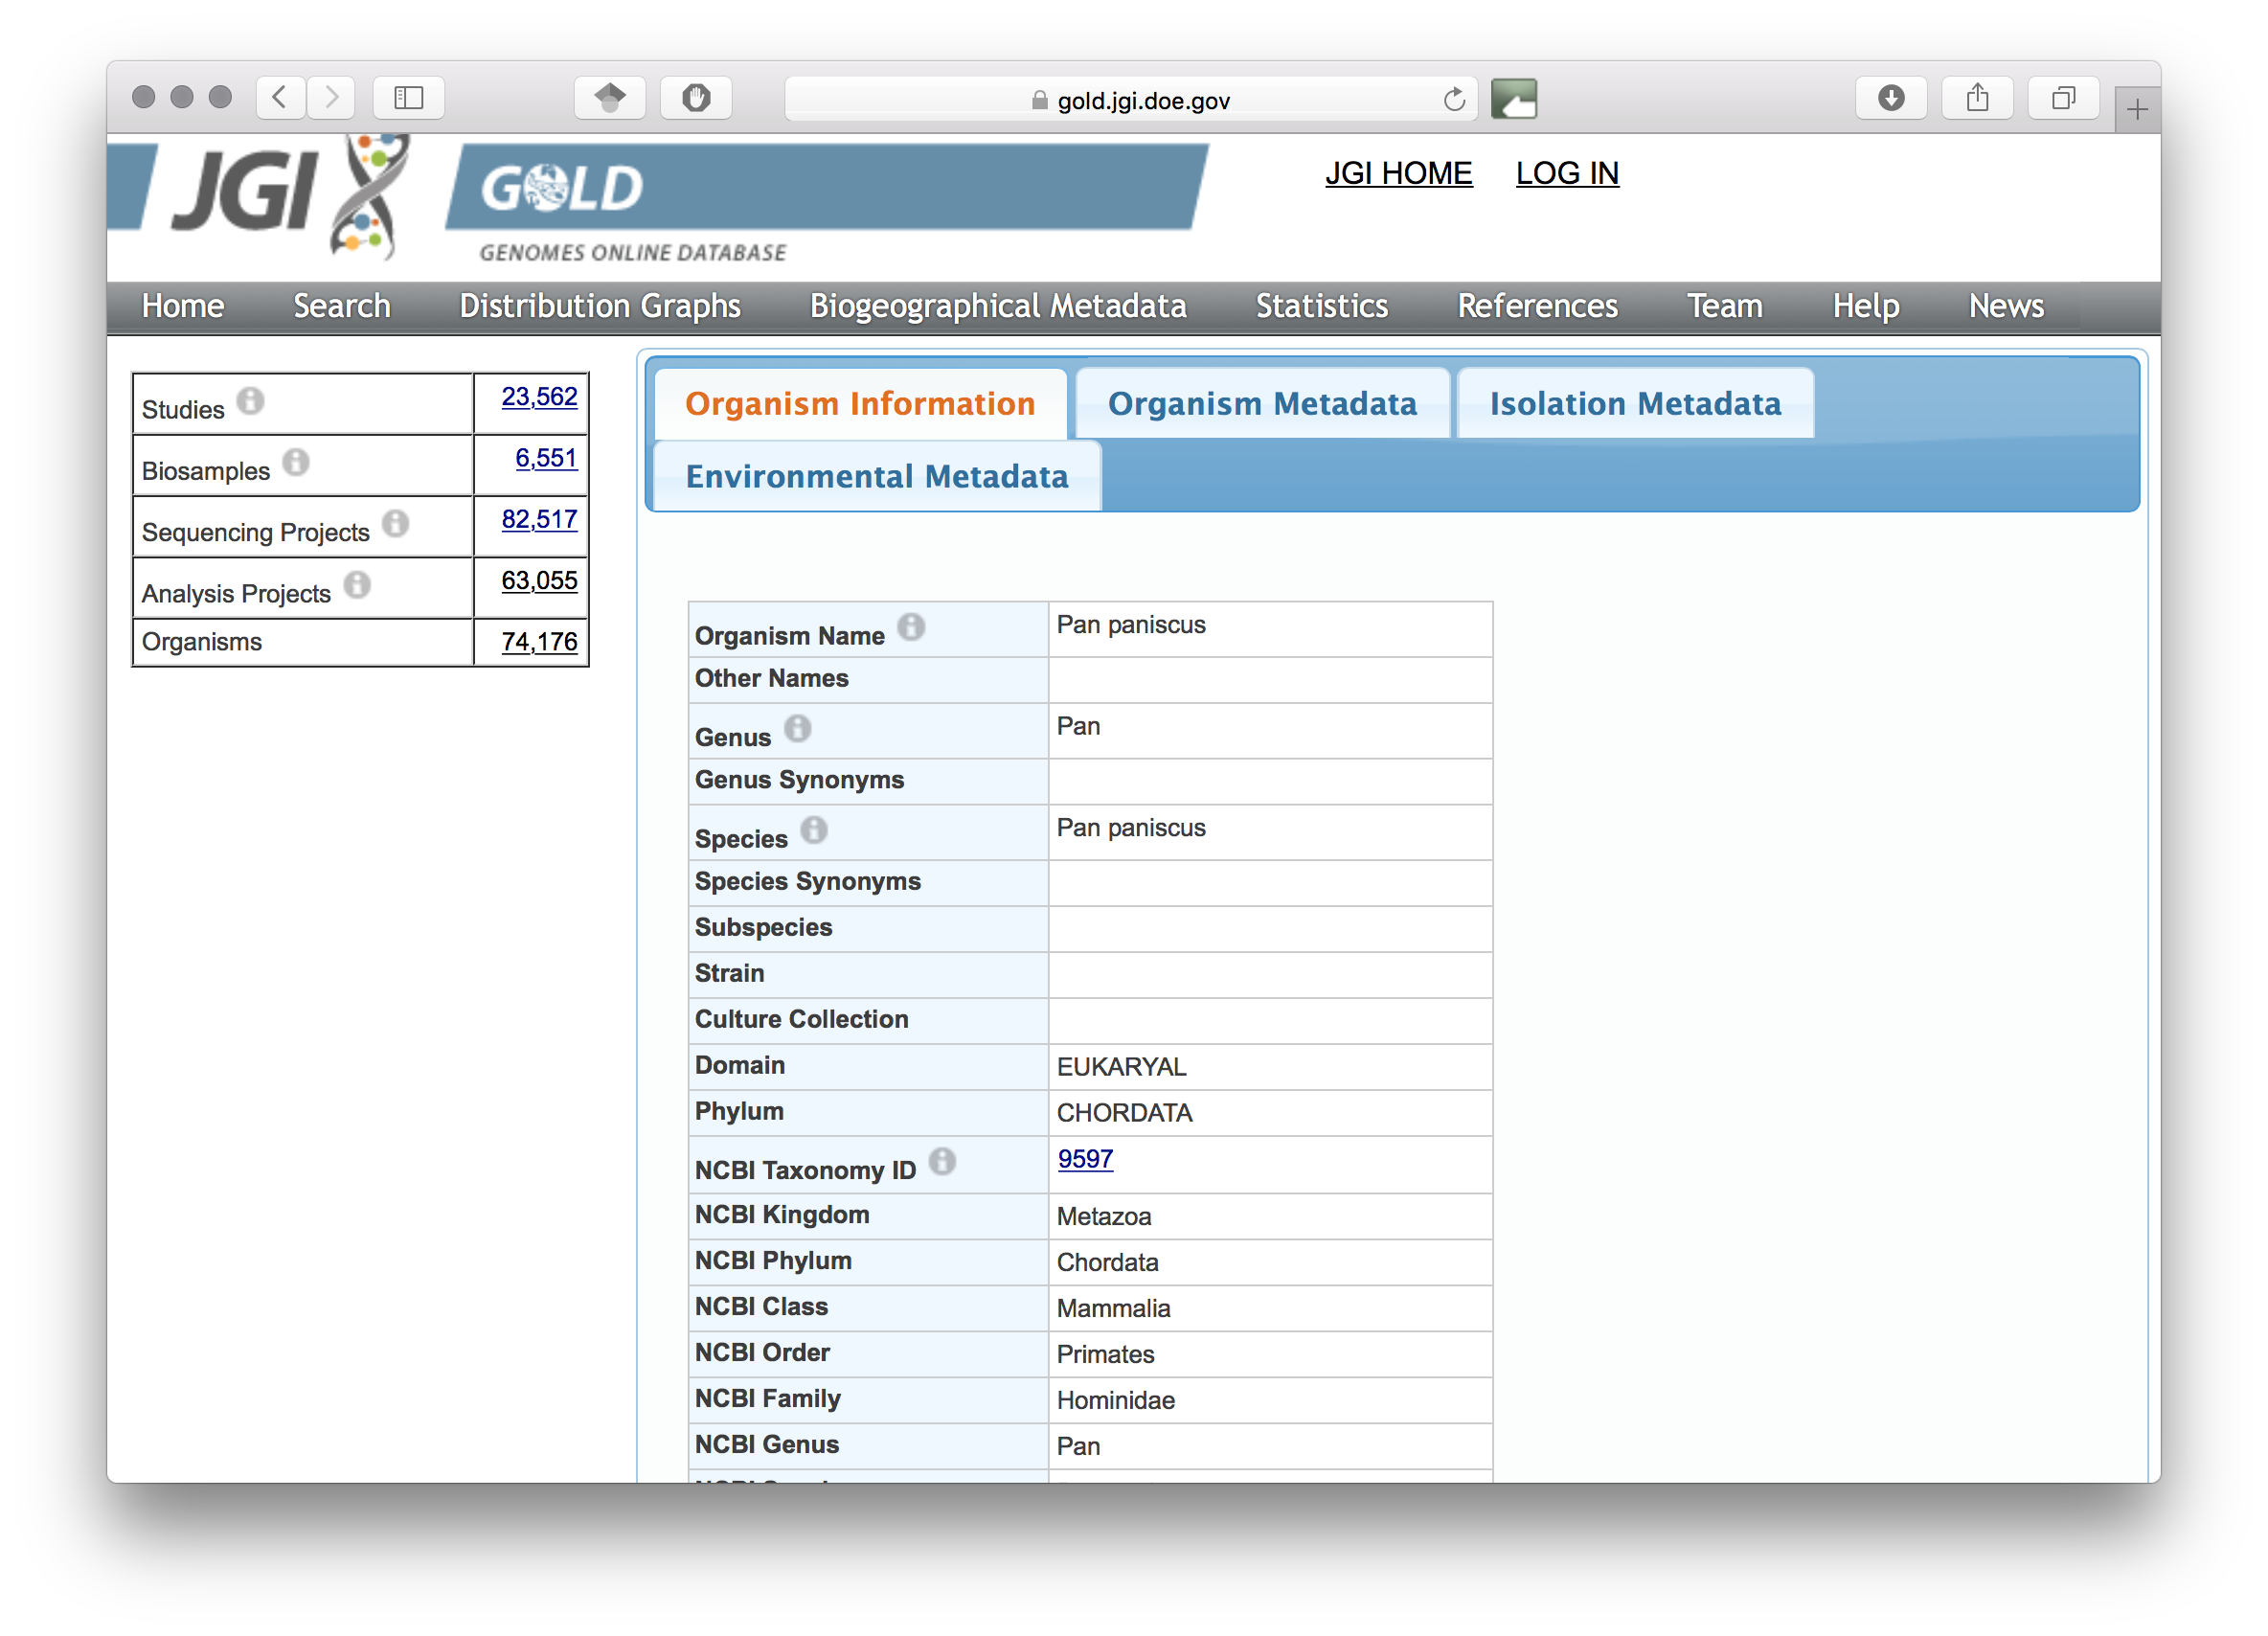 gold.jgi.doe.gov
JGI
GOLD
GENOMES ONLINE DATABASE
JGI HOME LOG IN
Home Search Distribution Graphs Biogeographical Metadata Statistics References Team Help News
Studies 23,562
Biosamples 6,551
Sequencing Projects 82,517
Analysis Projects 63,055
Organisms 74,176
Organism Information Organism Metadata Isolation Metadata
Environmental Metadata
Organism Name Pan paniscus
Other Names
Genus Pan
Genus Synonyms
Species Pan paniscus
Species Synonyms
Subspecies
Strain
Culture Collection
Domain EUKARYAL
Phylum CHORDATA
NCBI Taxonomy ID 9597
NCBI Kingdom Metazoa
NCBI Phylum Chordata
NCBI Class Mammalia
NCBI Order Primates
NCBI Family Hominidae
NCBI Genus Pan